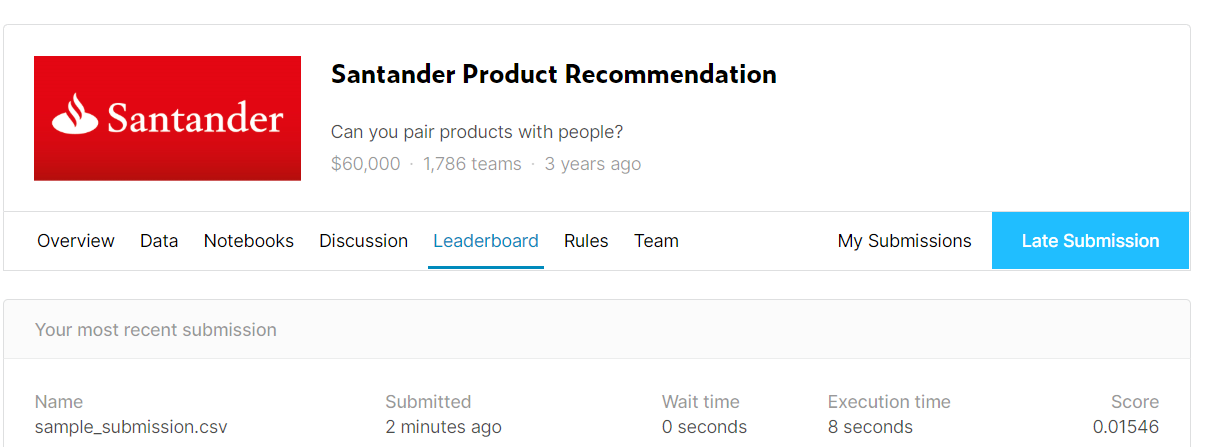 Santander
Santander Product Recommendation
Can you pair products with people?
$60,000 · 1,786 teams · 3 years ago
Overview Data Notebooks Discussion Leaderboard Rules Team My Submissions Late Submission
Your most recent submission
Name Submitted Wait time Execution time Score
sample_submission.csv 2 minutes ago 0 seconds 8 seconds 0.01546